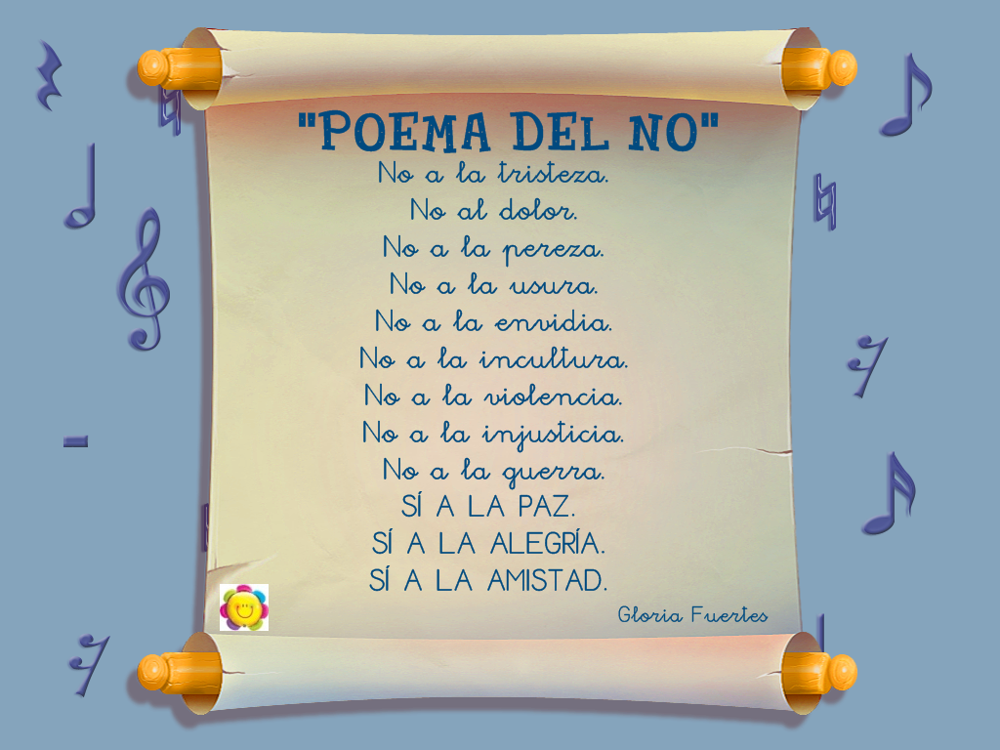 "POEMA DEL NO"
No a la tristeza.
No al dolor.
No a la pereza.
No a la usura.
No a la envidia.
No a la incultura.
No a la violencia.
No a la injusticia.
No a la guerra.
SÍ A LA PAZ.
SÍ A LA ALEGRÍA.
SÍ A LA AMISTAD.
Gloria Fuertes